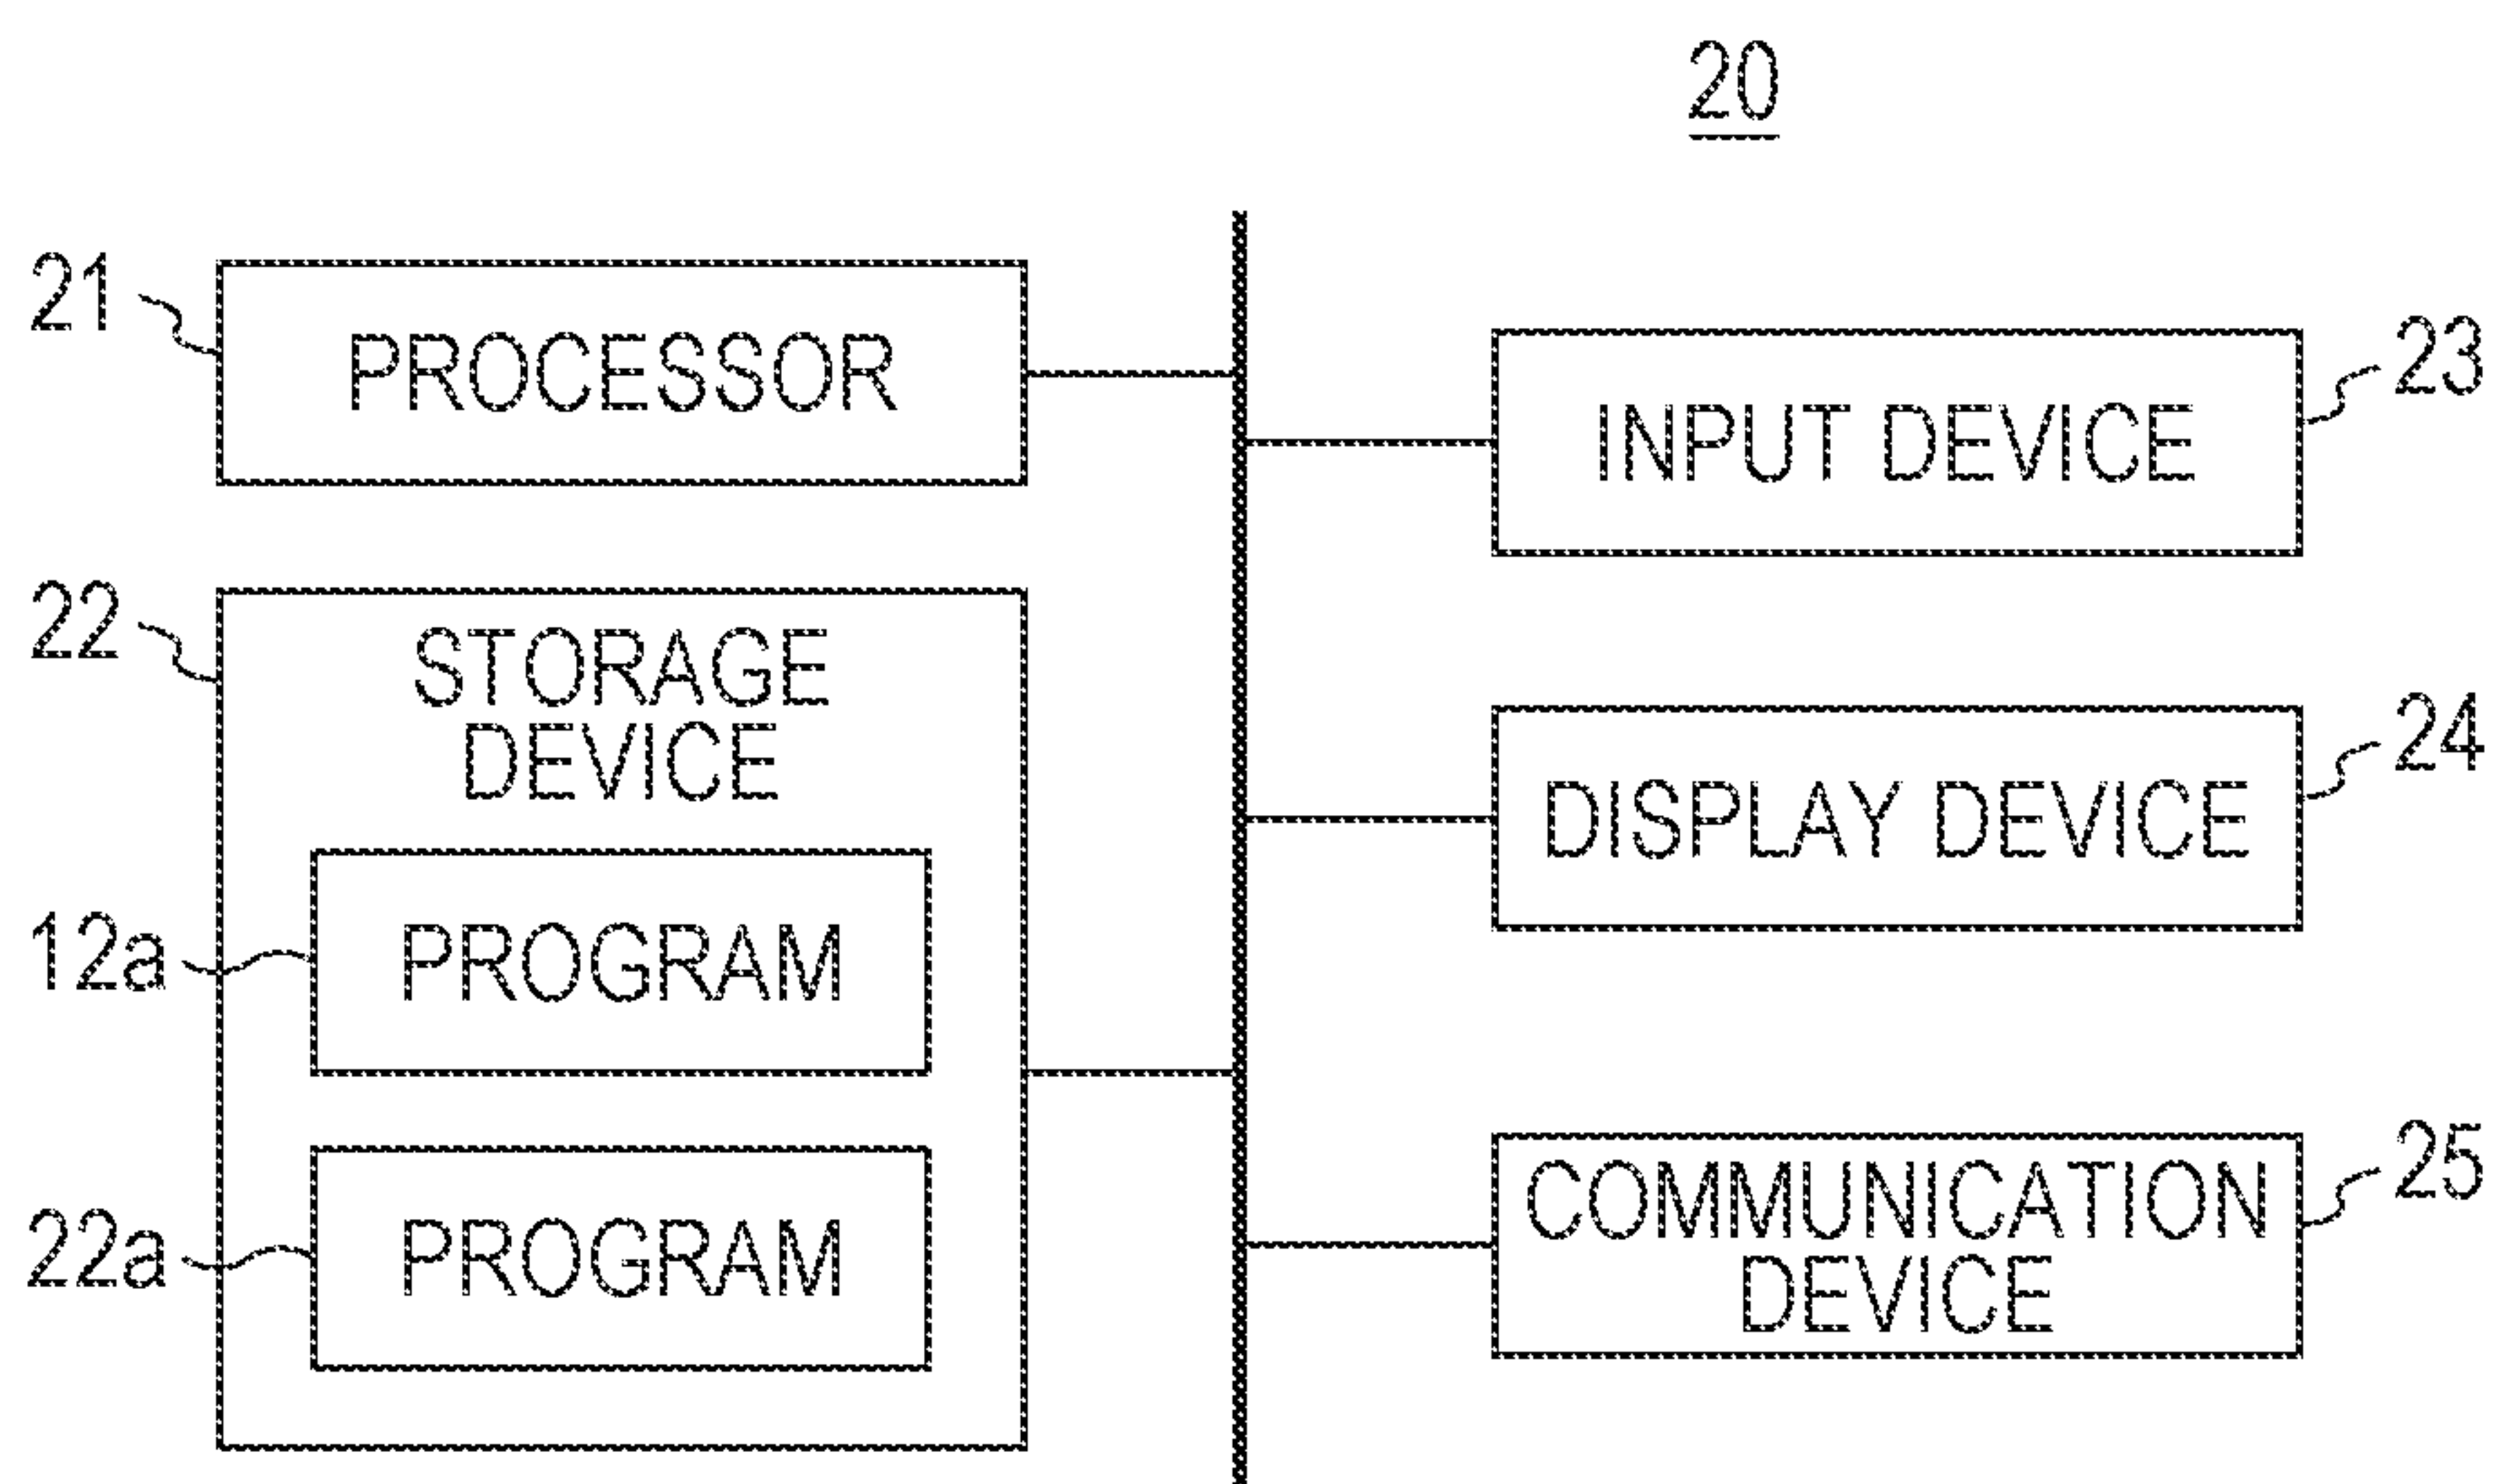 20
21
PROCESSOR
22
STORAGE
DEVICE
12a
PROGRAM
22a
PROGRAM
23
INPUT DEVICE
24
DISPLAY DEVICE
25
COMMUNICATION
DEVICE